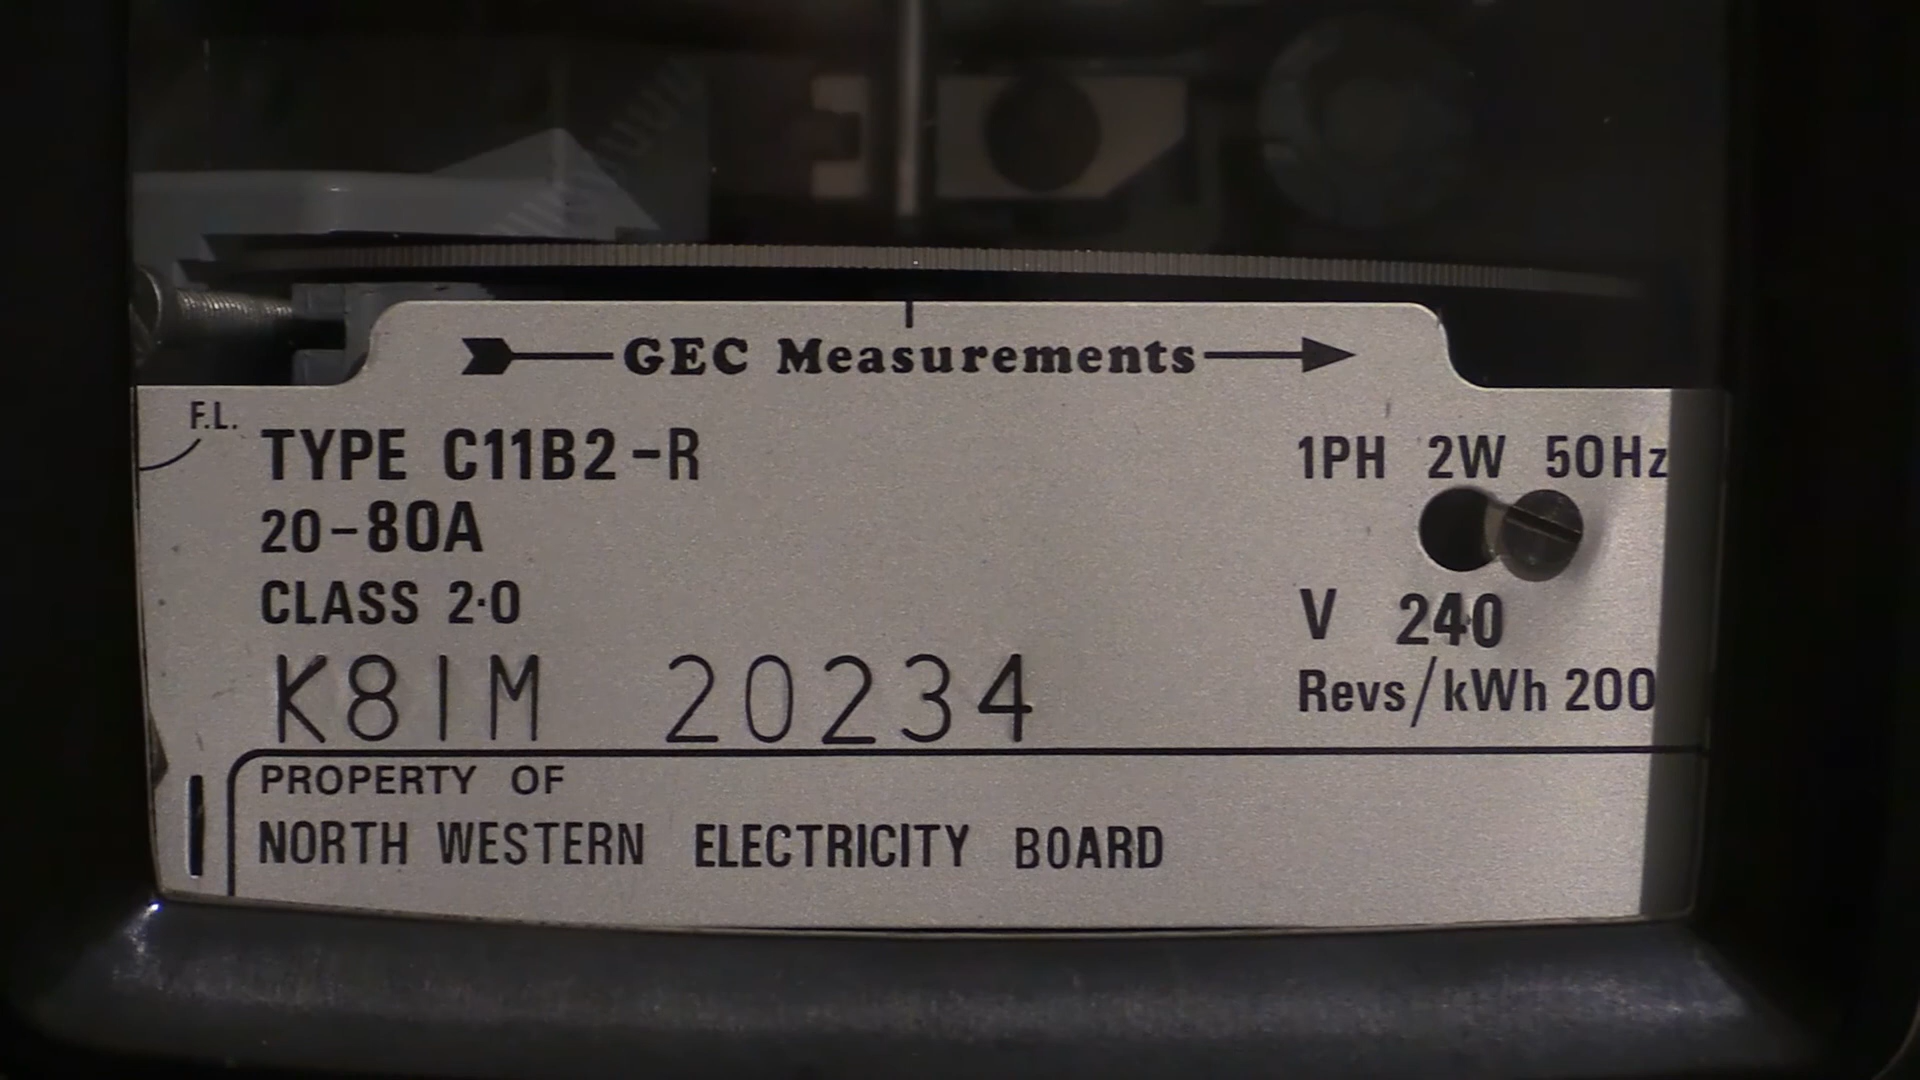 GEC Measurements
F.L.
TYPE C11B2-R
1PH 2W 50Hz
20-80A
CLASS 2·0
V 240
K81M 20234
Revs/kWh 200
PROPERTY OF
NORTH WESTERN ELECTRICITY BOARD